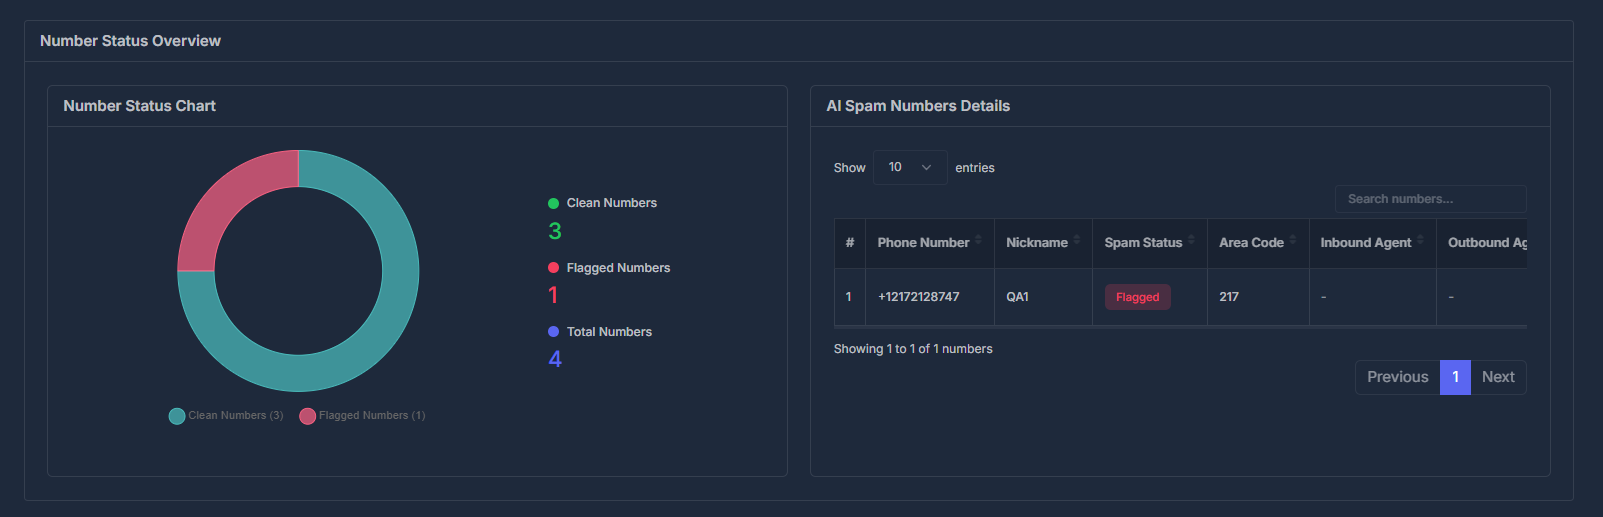 Number Status Overview
Number Status Chart
Clean Numbers
3
Flagged Numbers
1
Total Numbers
4
Clean Numbers (3) Flagged Numbers (1)
AI Spam Numbers Details
Show 10 entries
Search numbers...
# Phone Number Nickname Spam Status Area Code Inbound Agent Outbound Ag
1 +12172128747 QA1 Flagged 217 - -
Showing 1 to 1 of 1 numbers
Previous 1 Next